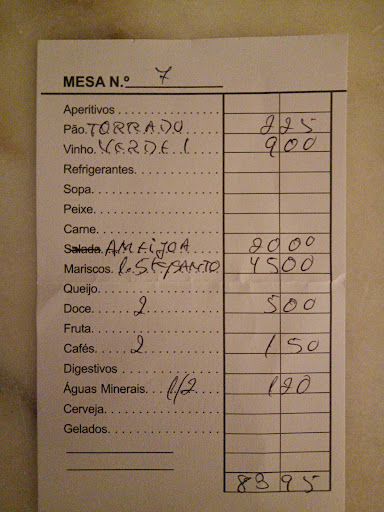 MESA N.º 7
Aperitivos
Pão. TORRADO 225
Vinho. VERDE 1 900
Refrigerantes.
Sopa.
Peixe.
Carne.
Salada. AMEIJOA 2000
Mariscos. 4500
Queijo.
Doce. 2 500
Fruta.
Cafés. 2 150
Digestivos
Águas Minerais. 1/2 120
Cerveja.
Gelados.
8395